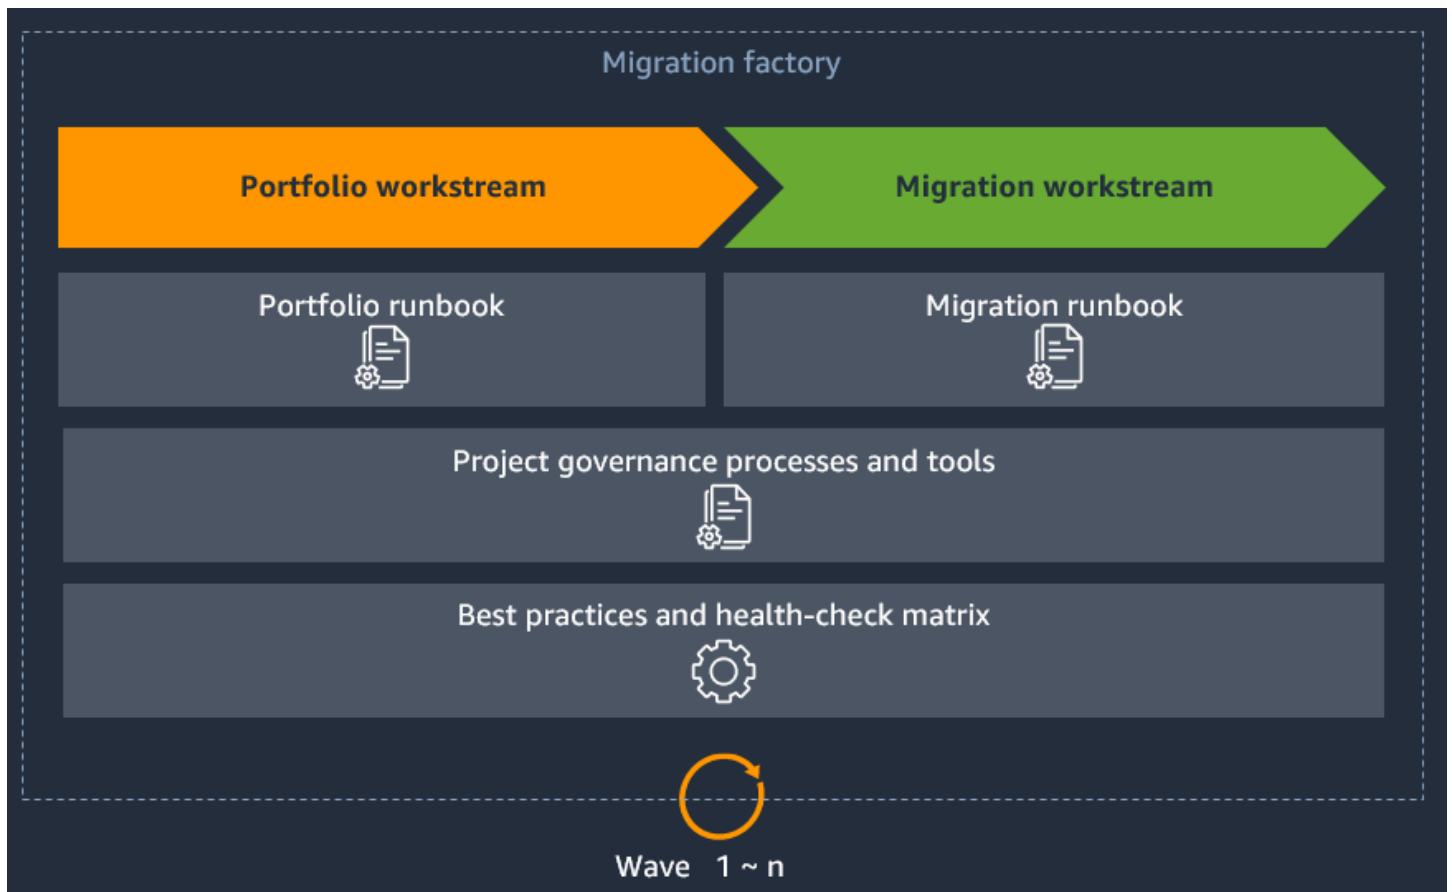 Migration factory
Portfolio workstream
Migration workstream
Portfolio runbook
Migration runbook
Project governance processes and tools
Best practices and health-check matrix
Wave 1 ~ n